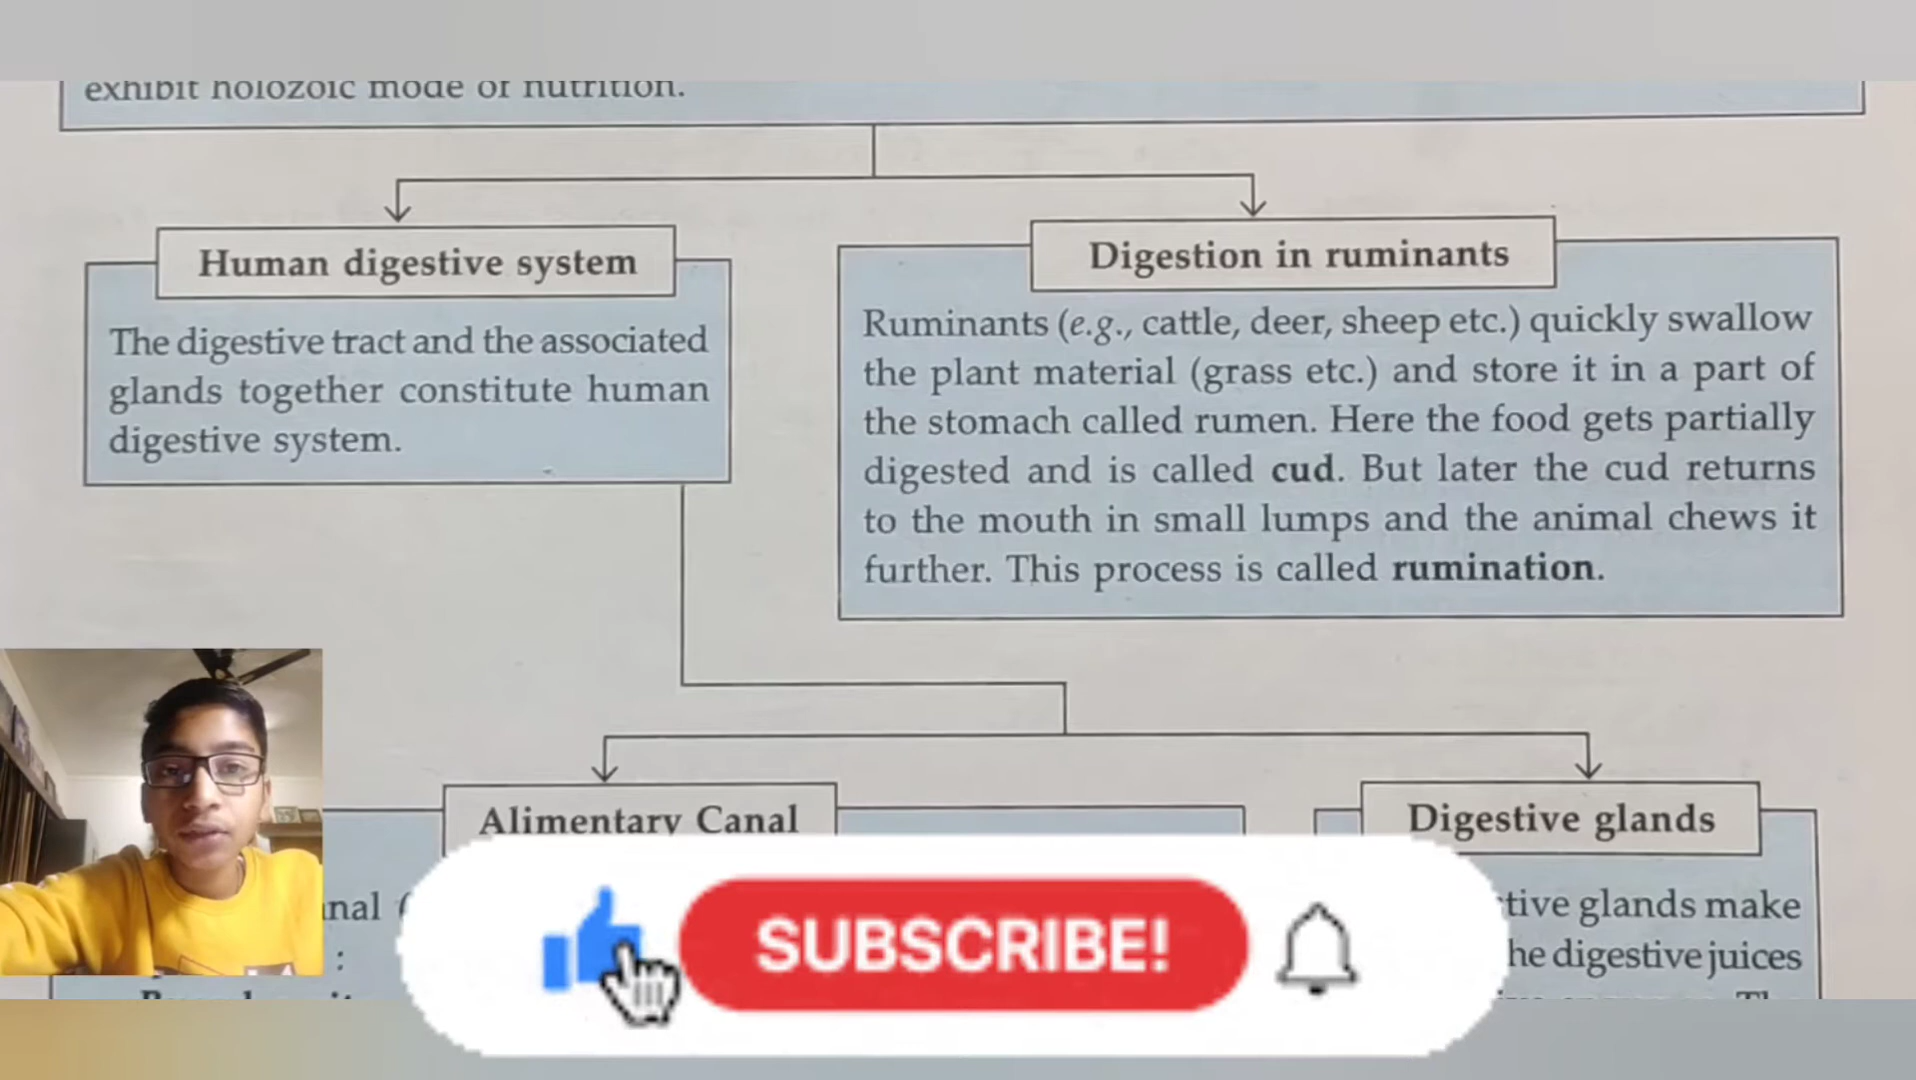 exhibit holozoic mode of nutrition.
Human digestive system
The digestive tract and the associated
glands together constitute human
digestive system.
Digestion in ruminants
Ruminants (e.g., cattle, deer, sheep etc.) quickly swallow
the plant material (grass etc.) and store it in a part of
the stomach called rumen. Here the food gets partially
digested and is called cud. But later the cud returns
to the mouth in small lumps and the animal chews it
further. This process is called rumination.
Alimentary Canal
Digestive glands
glands make
digestive juices
SUBSCRIBE!